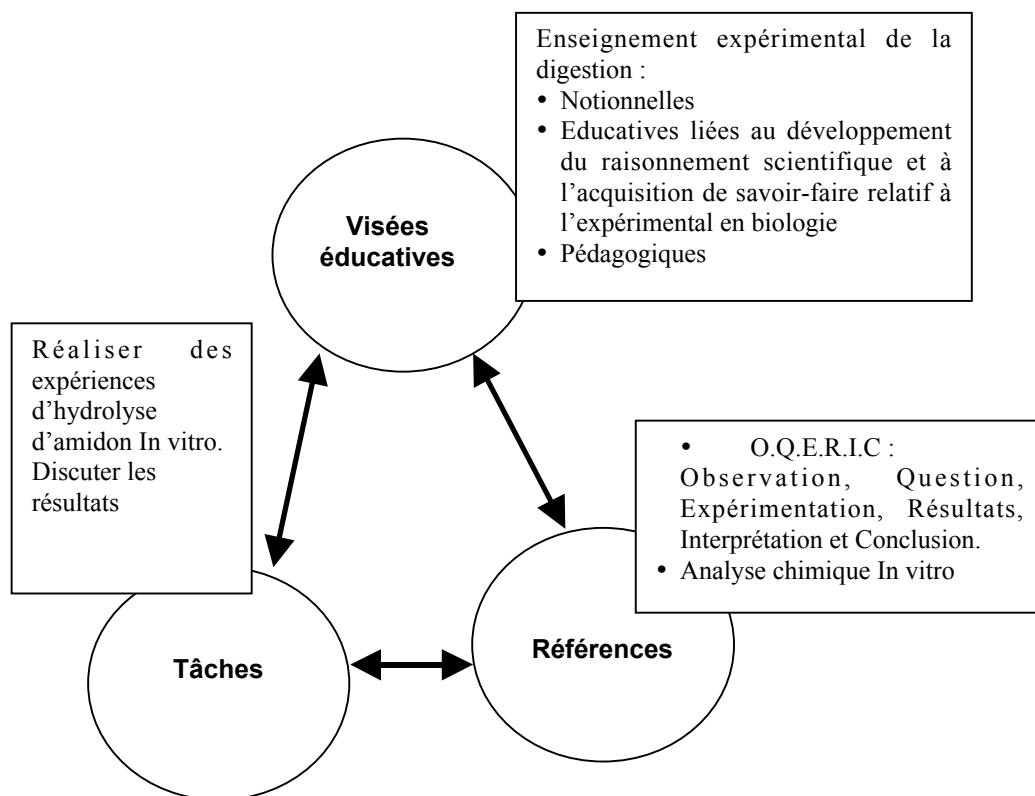 Enseignement expérimental de la
digestion :
• Notionnelles
• Educatives liées au développement
du raisonnement scientifique et à
l'acquisition de savoir-faire relatif à
l'expérimental en biologie
• Pédagogiques
Visées
éducatives
Réaliser des
expériences
d'hydrolyse
d'amidon In vitro.
Discuter les
résultats
• O.Q.E.R.I.C :
Observation, Question,
Expérimentation, Résultats,
Interprétation et Conclusion.
• Analyse chimique In vitro
Tâches
Références